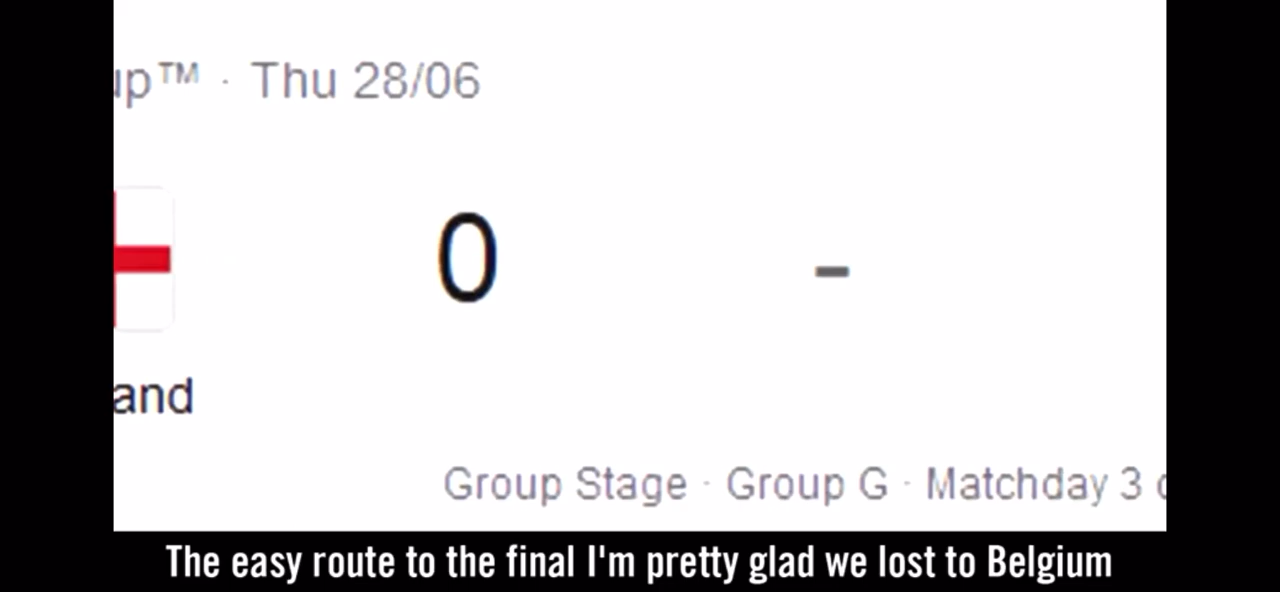 up™ · Thu 28/06
0 -
and
Group Stage · Group G · Matchday 3 o
The easy route to the final I'm pretty glad we lost to Belgium